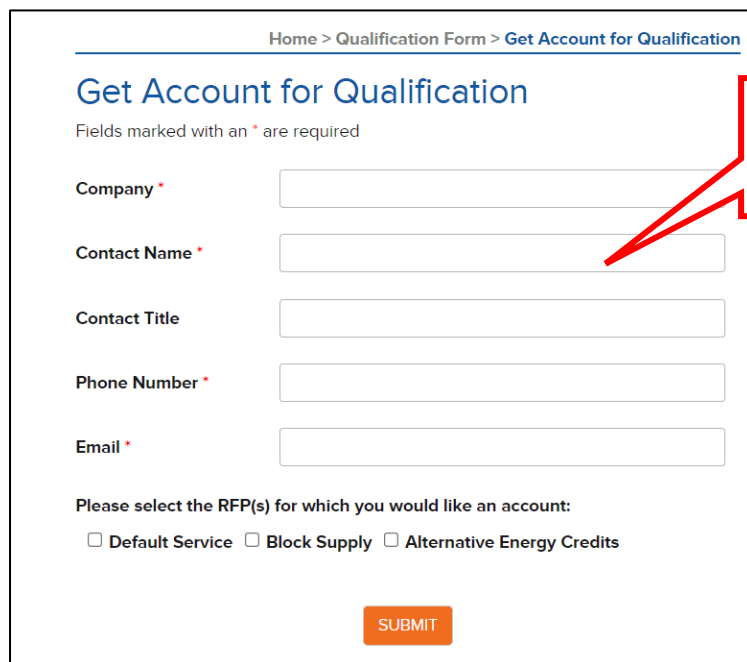 Home > Qualification Form > Get Account for Qualification
Get Account for Qualification
Fields marked with an * are required
Company *
Contact Name *
Contact Title
Phone Number *
Email *
Please select the RFP(s) for which you would like an account:
Default Service Block Supply Alternative Energy Credits
SUBMIT